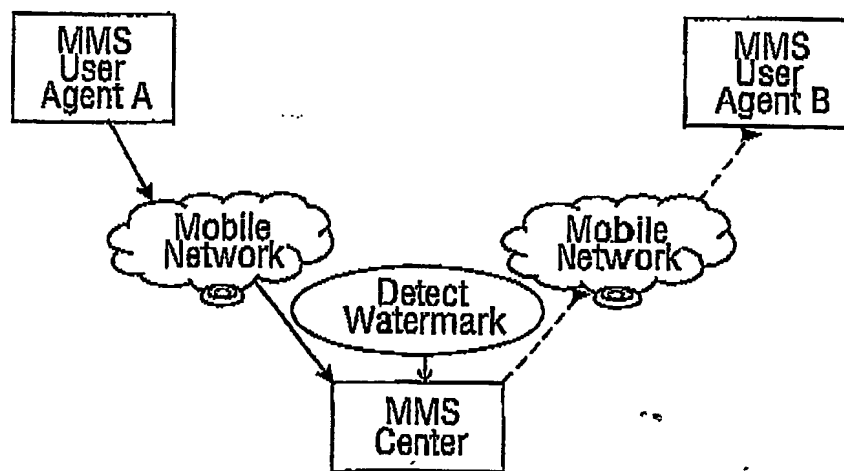 MMS
User
Agent A
MMS
User
Agent B
Mobile
Network
Mobile
Network
Detect
Watermark
MMS
Center